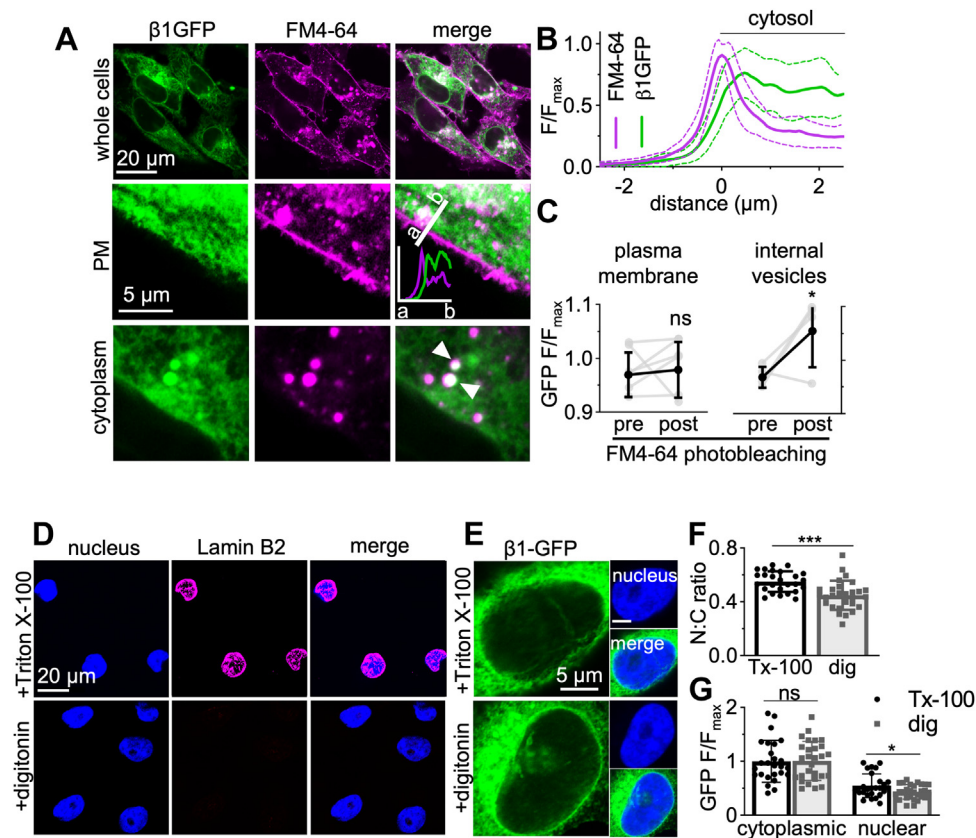 A
β1GFP
FM4-64
merge
whole cells
20 µm
PM
5 µm
a
b
a
b
cytoplasm
B
cytosol
FM4-64
β1GFP
F/Fmax
1.0
0.5
0.0
-2
0
2
distance (µm)
C
plasma
membrane
internal
vesicles
GFP F/Fmax
1.1
1.0
0.9
ns
*
pre
post
pre
post
FM4-64 photobleaching
D
nucleus
Lamin B2
merge
+Triton X-100
20 µm
+digitonin
E
β1-GFP
+Triton X-100
nucleus
merge
5 µm
+digitonin
F
N:C ratio
0.8
0.4
0.0
***
Tx-100
dig
G
GFP F/Fmax
2
1
0
ns
*
Tx-100
dig
cytoplasmic
nuclear